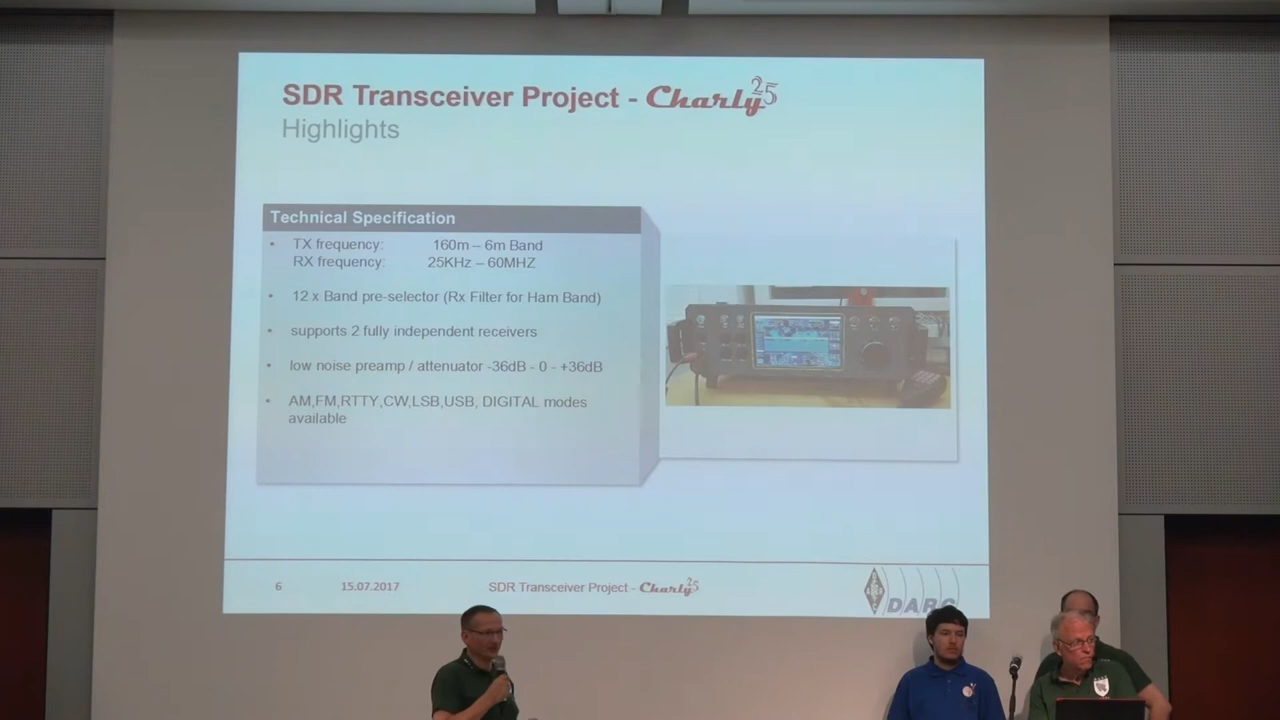 SDR Transceiver Project - Charly 25
Highlights
Technical Specification
• TX frequency: 160m – 6m Band
RX frequency: 25KHz – 60MHZ
• 12 x Band pre-selector (Rx Filter for Ham Band)
• supports 2 fully independent receivers
• low noise preamp / attenuator -36dB - 0 - +36dB
• AM,FM,RTTY,CW,LSB,USB, DIGITAL modes
available
6 15.07.2017 SDR Transceiver Project - Charly 25
DARC